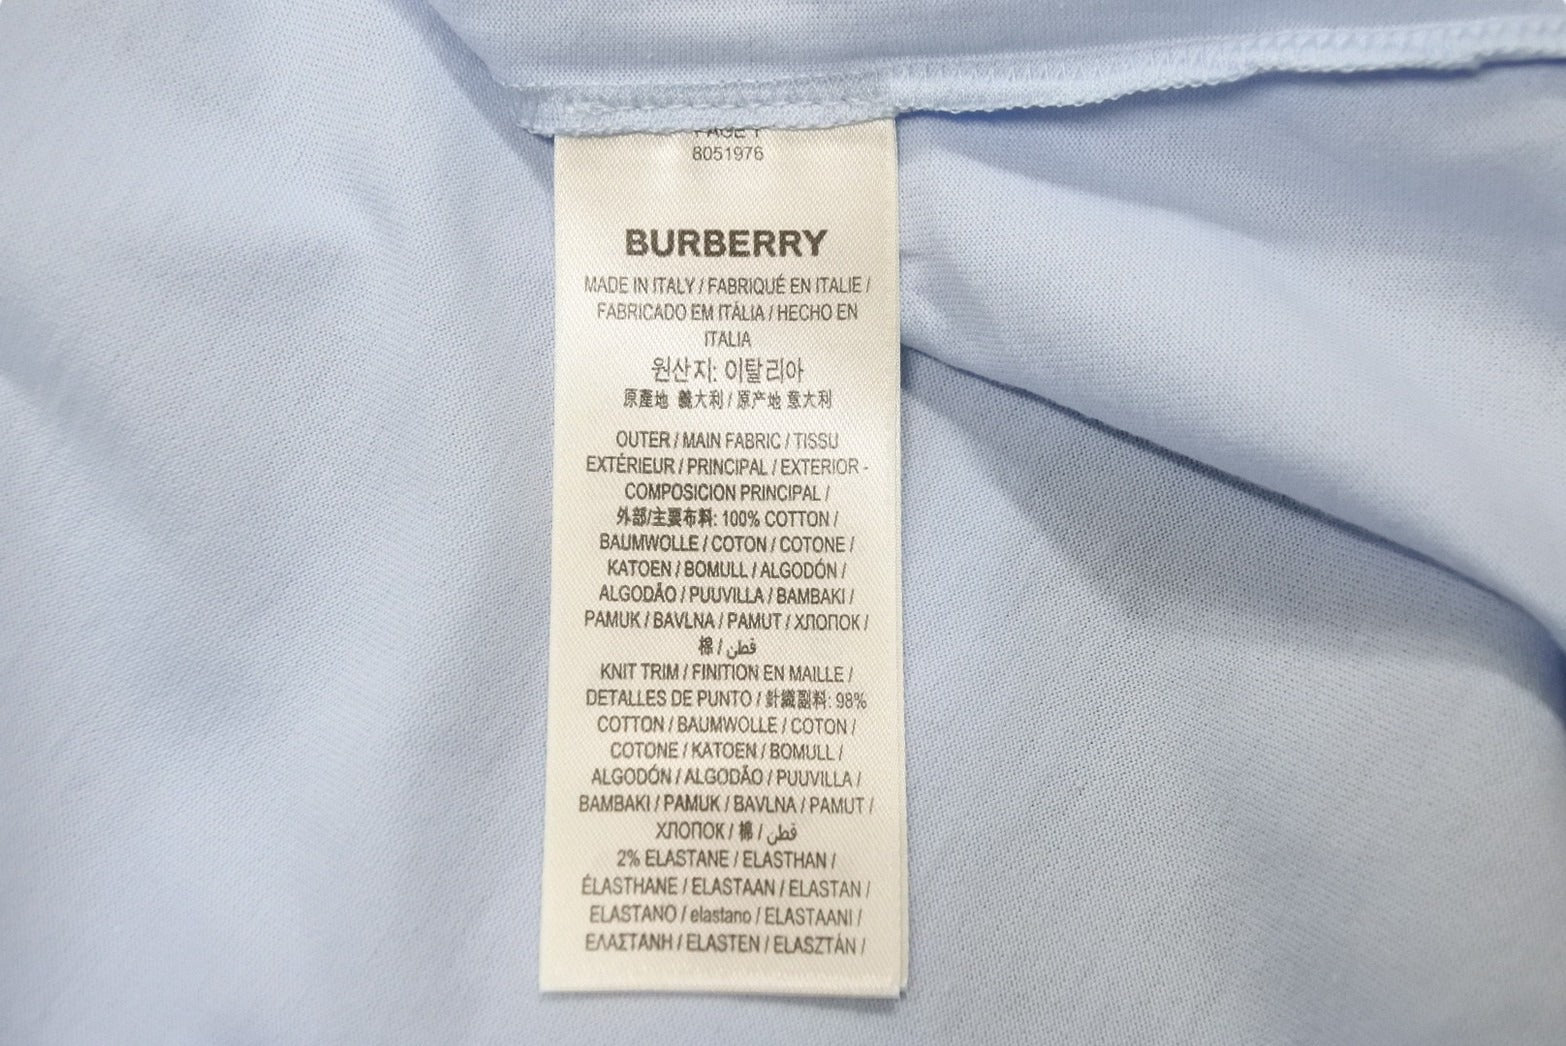 PAGE 1
8051976
BURBERRY
MADE IN ITALY / FABRIQUÉ EN ITALIE /
FABRICADO EM ITÁLIA / HECHO EN
ITALIA
원산지: 이탈리아
原產地 義大利 / 原产地 意大利
OUTER / MAIN FABRIC / TISSU
EXTÉRIEUR / PRINCIPAL / EXTERIOR -
COMPOSICION PRINCIPAL /
外部/主要布料: 100% COTTON /
BAUMWOLLE / COTON / COTONE /
KATOEN / BOMULL / ALGODÓN /
ALGODÃO / PUUVILLA / BAMBAKI /
PAMUK / BAVLNA / PAMUT / ХЛОПОК /
棉 / قطن
KNIT TRIM / FINITION EN MAILLE /
DETALLES DE PUNTO / 針織副料: 98%
COTTON / BAUMWOLLE / COTON /
COTONE / KATOEN / BOMULL /
ALGODÓN / ALGODÃO / PUUVILLA /
BAMBAKI / PAMUK / BAVLNA / PAMUT /
ХЛОПОК / 棉 / قطن
2% ELASTANE / ELASTHAN /
ÉLASTHANE / ELASTAAN / ELASTAN /
ELASTANO / elastano / ELASTAANI /
ΕΛΑΣΤΑΝΗ / ELASTEN / ELASZTÁN /